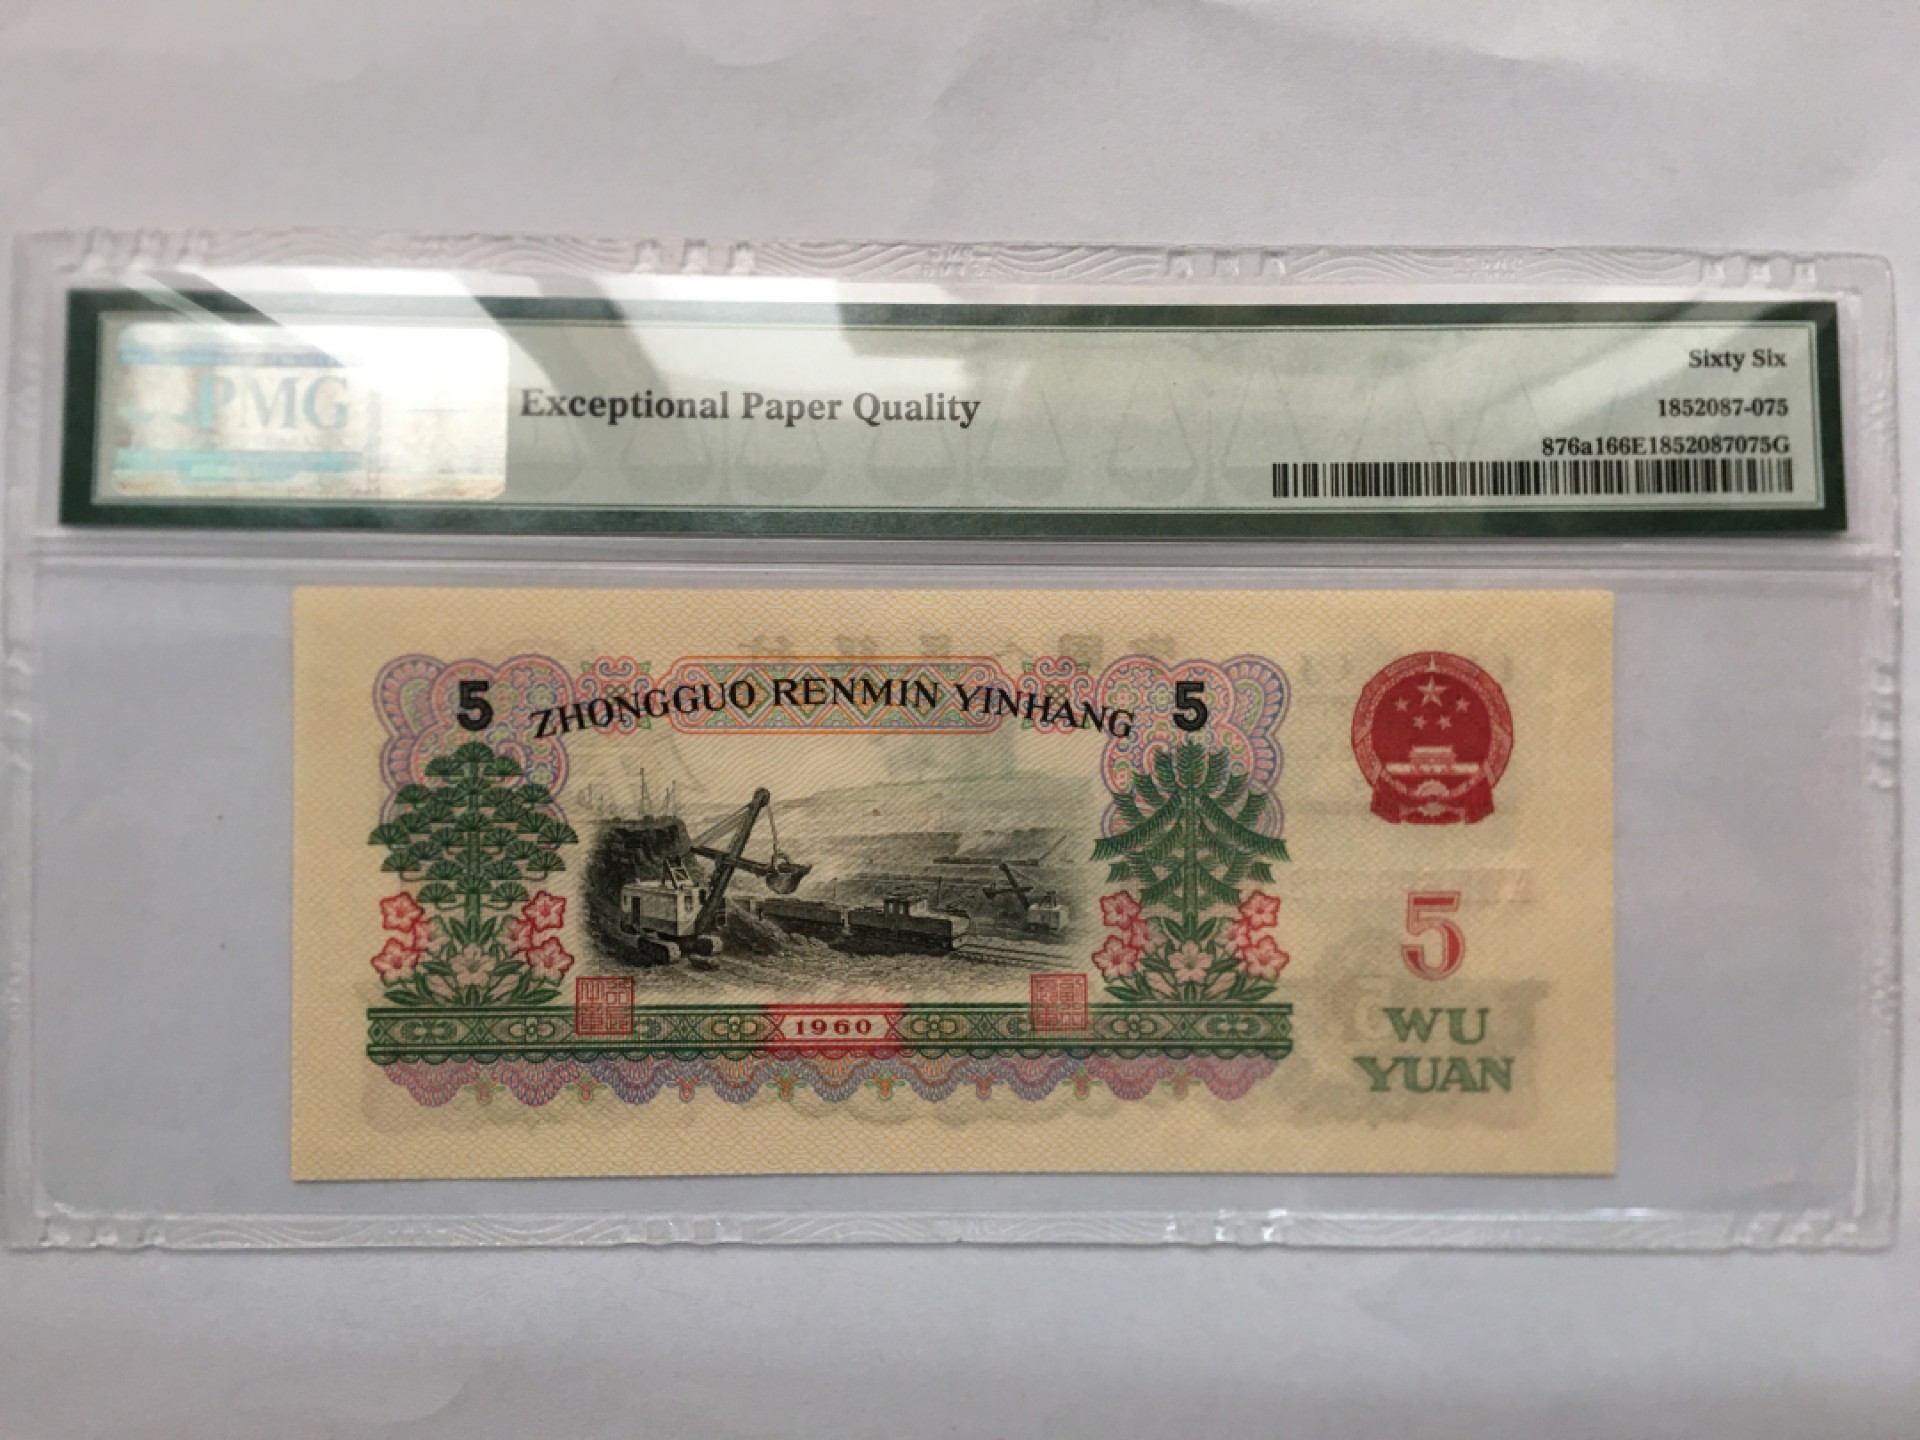 PMG
Exceptional Paper Quality
Sixty Six
1852087-075
876a166E1852087075G
5 ZHONGGUO RENMIN YINHANG 5
5
WU
YUAN
1960